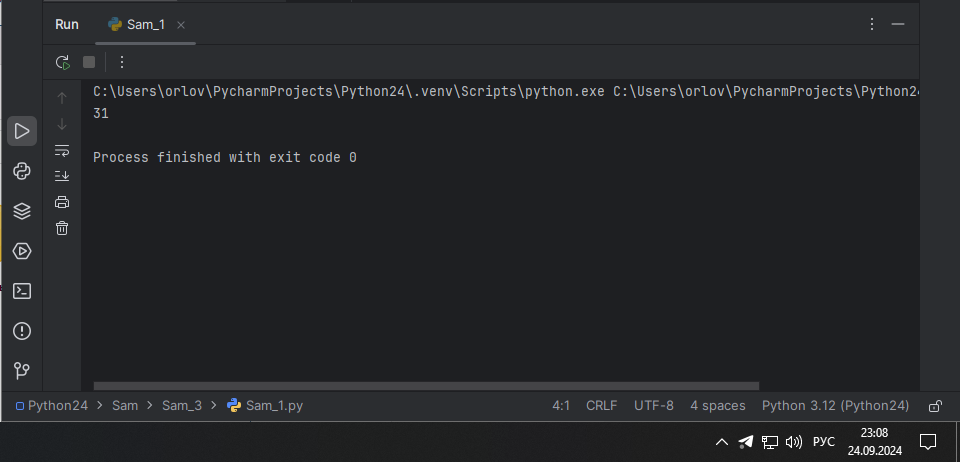 Run Sam_1
C:\Users\orlov\PycharmProjects\Python24\.venv\Scripts\python.exe C:\Users\orlov\PycharmProjects\Python24
31
Process finished with exit code 0
Python24 > Sam > Sam_3 > Sam_1.py 4:1 CRLF UTF-8 4 spaces Python 3.12 (Python24)
РУС
23:08
24.09.2024